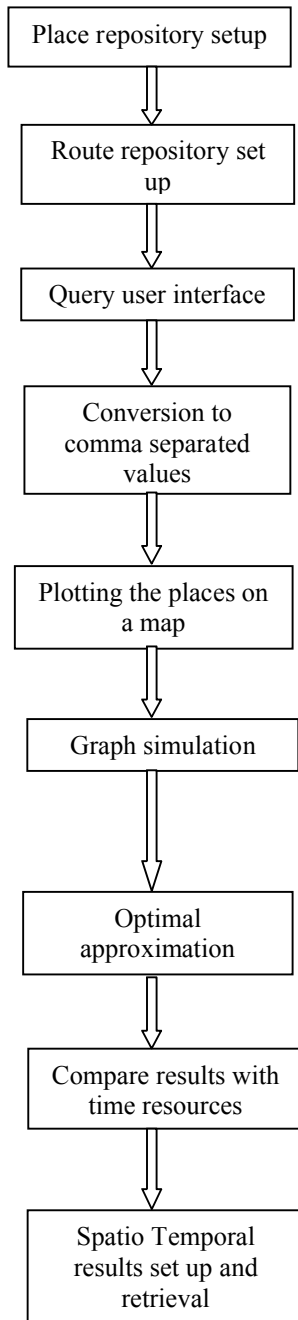 Place repository setup
Route repository set
up
Query user interface
Conversion to
comma separated
values
Plotting the places on
a map
Graph simulation
Optimal
approximation
Compare results with
time resources
Spatio Temporal
results set up and
retrieval